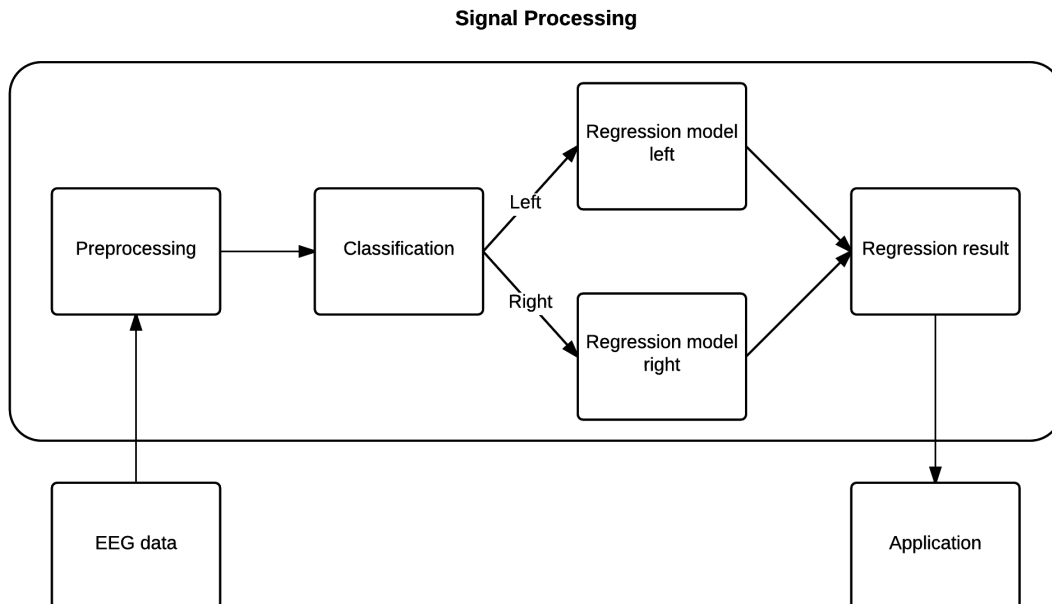 Signal Processing
Regression model
left
Left
Preprocessing
Classification
Regression result
Right
Regression model
right
EEG data
Application